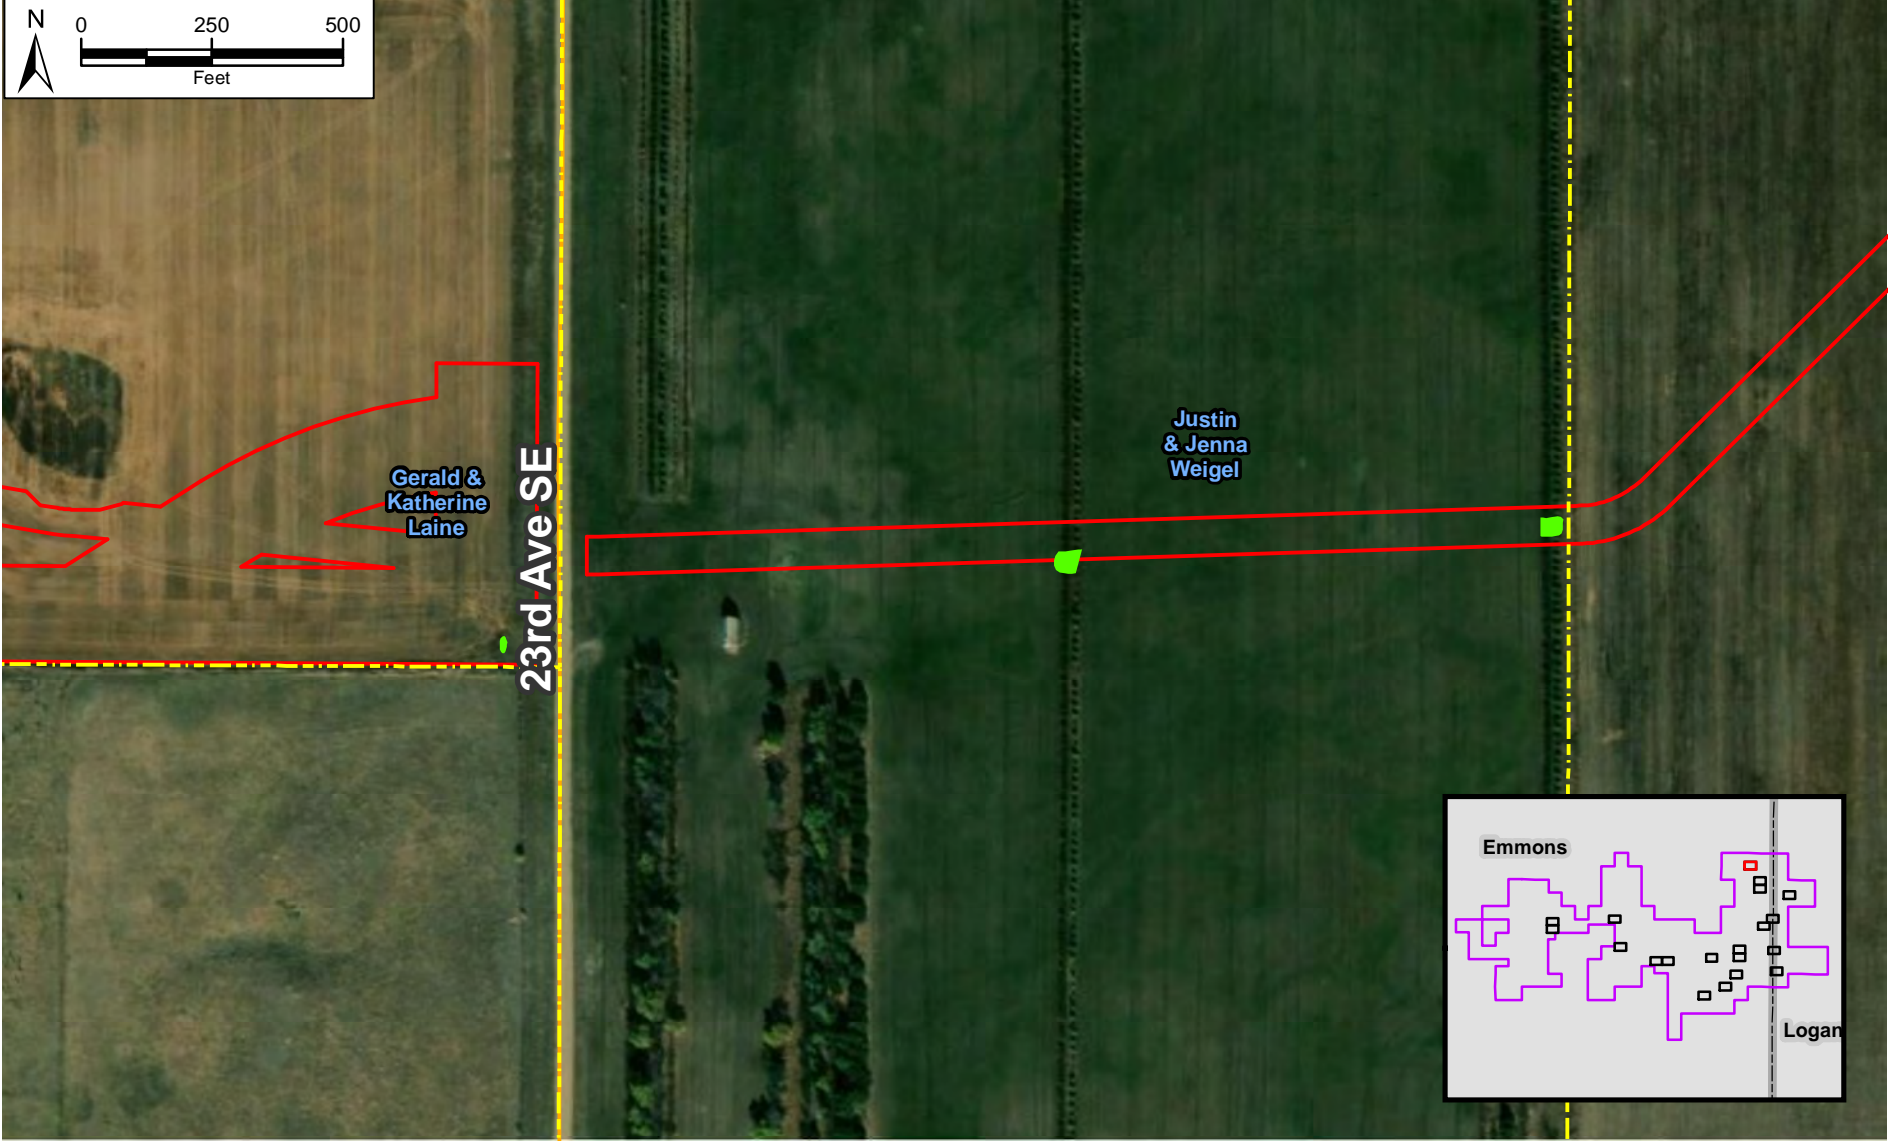 N
0 250 500
Feet
Justin
& Jenna
Weigel
Gerald &
Katherine
Laine
23rd Ave SE
Emmons
Logan